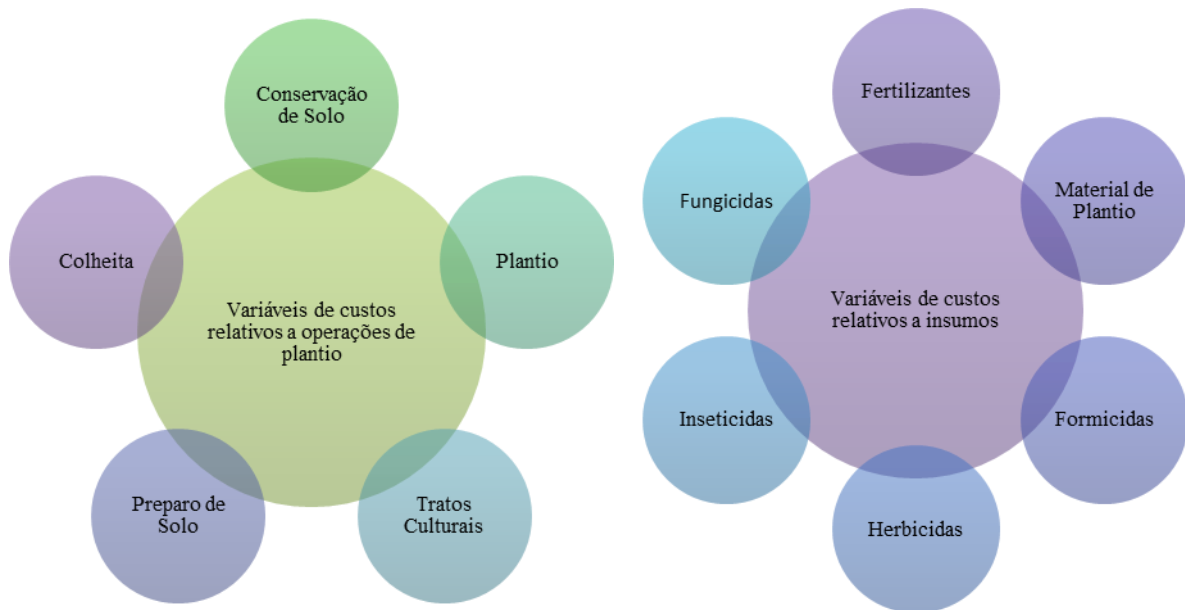 Conservação
de Solo
Colheita
Plantio
Variáveis de custos
relativos a operações de
plantio
Preparo de
Solo
Tratos
Culturais
Fertilizantes
Fungicidas
Material de
Plantio
Variáveis de custos
relativos a insumos
Inseticidas
Formicidas
Herbicidas